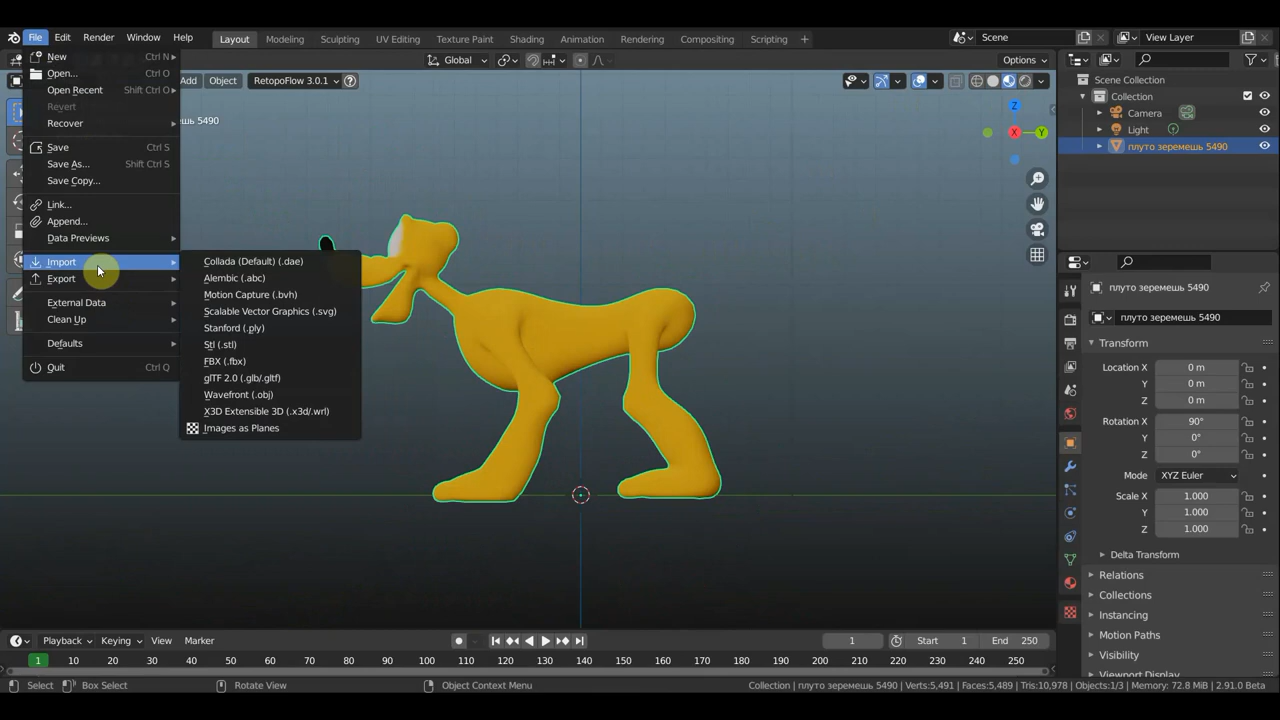 File Edit Render Window Help Layout Modeling Sculpting UV Editing Texture Paint Shading Animation Rendering Compositing Scripting + Scene View Layer
Global Options
Add Object RetopoFlow 3.0.1
ешь 5490
New Ctrl N
Open... Ctrl O
Open Recent Shift Ctrl O
Revert
Recover
Save Ctrl S
Save As... Shift Ctrl S
Save Copy...
Link...
Append...
Data Previews
Import
Export
External Data
Clean Up
Defaults
Quit Ctrl Q
Collada (Default) (.dae)
Alembic (.abc)
Motion Capture (.bvh)
Scalable Vector Graphics (.svg)
Stanford (.ply)
Stl (.stl)
FBX (.fbx)
glTF 2.0 (.glb/.gltf)
Wavefront (.obj)
X3D Extensible 3D (.x3d/.wrl)
Images as Planes
Z
X
Y
Scene Collection
Collection
Camera
Light
плуто зеремешь 5490
плуто зеремешь 5490
плуто зеремешь 5490
Transform
Location X 0 m
Y 0 m
Z 0 m
Rotation X 90°
Y 0°
Z 0°
Mode XYZ Euler
Scale X 1.000
Y 1.000
Z 1.000
Delta Transform
Relations
Collections
Instancing
Motion Paths
Visibility
Viewport Display
Playback Keying View Marker 1 Start 1 End 250
1 10 20 30 40 50 60 70 80 90 100 110 120 130 140 150 160 170 180 190 200 210 220 230 240 250
Select Box Select Rotate View Object Context Menu Collection | плуто зеремешь 5490 | Verts:5,491 | Faces:5,489 | Tris:10,978 | Objects:1/3 | Memory: 72.8 MiB | 2.91.0 Beta